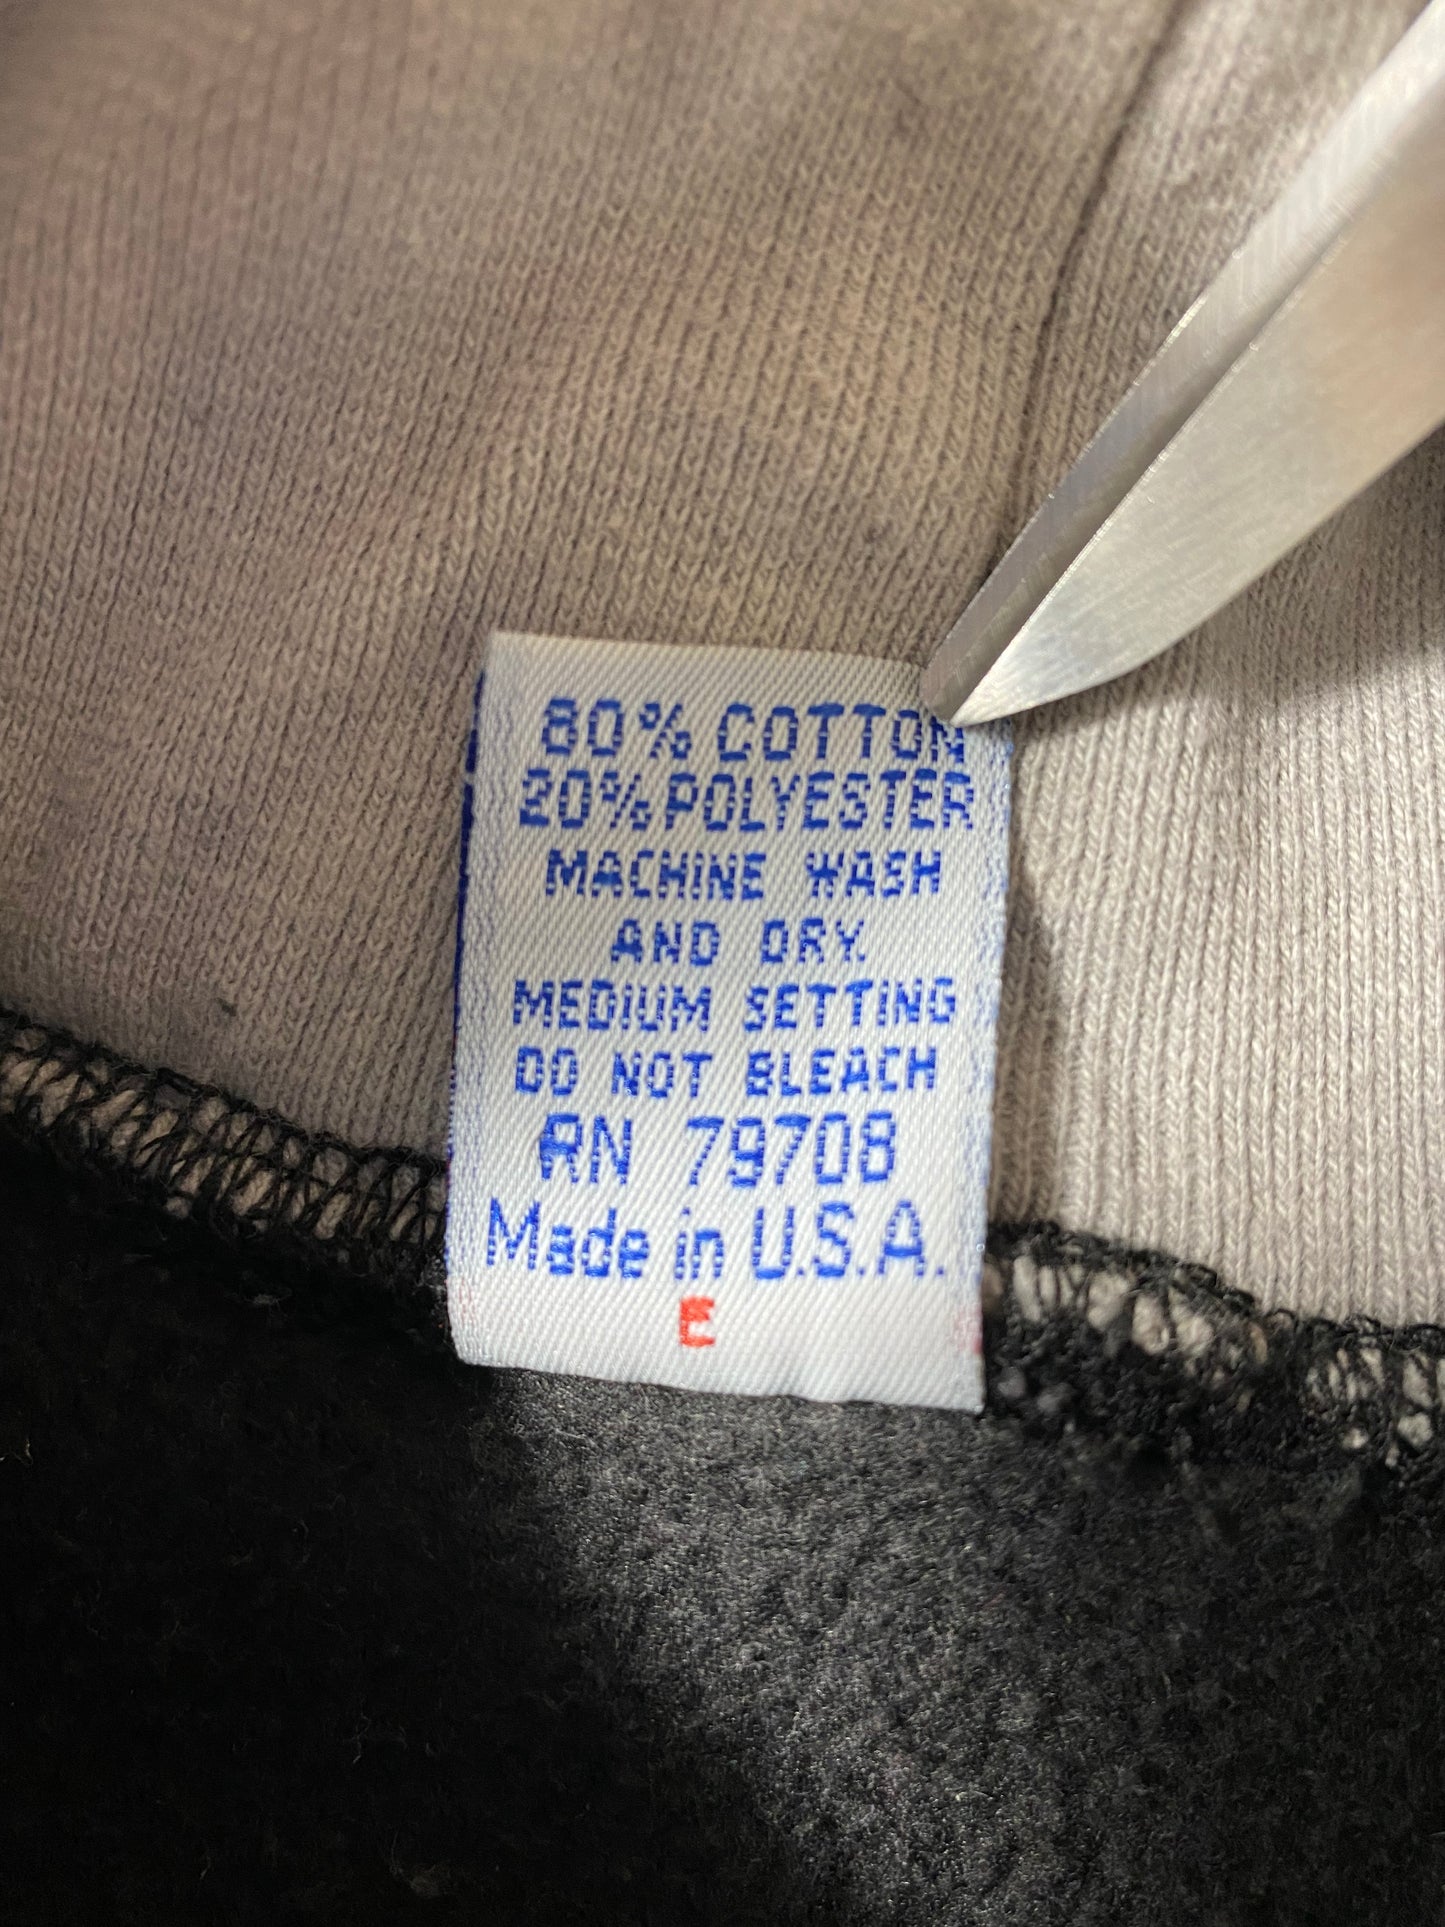 80% COTTON
20% POLYESTER
MACHINE WASH
AND DRY.
MEDIUM SETTING
DO NOT BLEACH
RN 79708
Made in U.S.A.
E